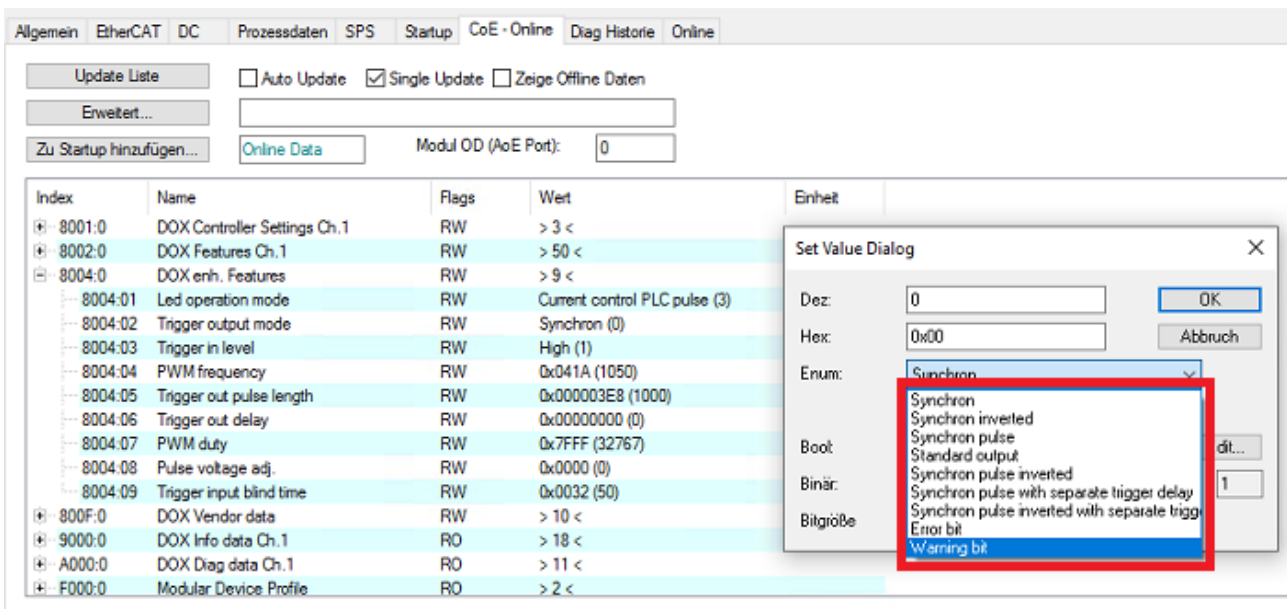 Allgemein EtherCAT DC Prozessdaten SPS Startup CoE - Online Diag Historie Online
Update Liste Auto Update Single Update Zeige Offline Daten
Erweitert...
Zu Startup hinzufügen... Online Data Modul OD (AoE Port): 0
Index Name Flags Wert Einheit
8001:0 DOX Controller Settings Ch.1 RW > 3 <
8002:0 DOX Features Ch.1 RW > 50 <
8004:0 DOX enh. Features RW > 9 <
8004:01 Led operation mode RW Current control PLC pulse (3)
8004:02 Trigger output mode RW Synchron (0)
8004:03 Trigger in level RW High (1)
8004:04 PWM frequency RW 0x041A (1050)
8004:05 Trigger out pulse length RW 0x000003E8 (1000)
8004:06 Trigger out delay RW 0x00000000 (0)
8004:07 PWM duty RW 0x7FFF (32767)
8004:08 Pulse voltage adj. RW 0x0000 (0)
8004:09 Trigger input blind time RW 0x0032 (50)
800F:0 DOX Vendor data RW > 10 <
9000:0 DOX Info data Ch.1 RO > 18 <
A000:0 DOX Diag data Ch.1 RO > 11 <
F000:0 Modular Device Profile RO > 2 <
Set Value Dialog
Dez: 0 OK
Hex: 0x00 Abbruch
Enum: Synchron
Synchron
Synchron inverted
Synchron pulse
Standard output
Synchron pulse inverted
Synchron pulse with separate trigger delay
Synchron pulse inverted with separate trigge
Error bit
Warning bit
Bool: dit...
Binär: 1
Bitgröße